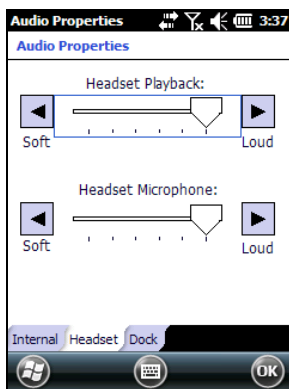 Audio Properties 3:37
Audio Properties
Headset Playback:
Soft Loud
Headset Microphone:
Soft Loud
Internal Headset Dock
OK